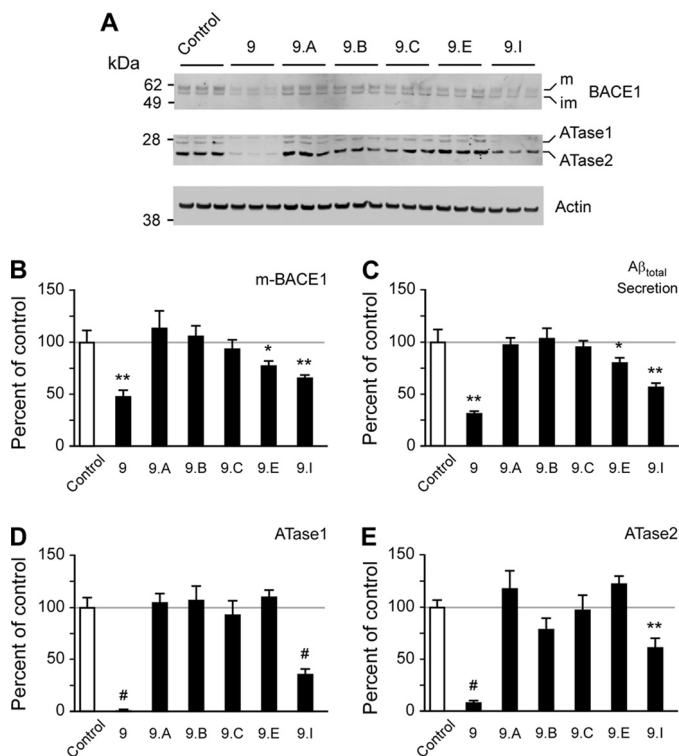 A
Control 9 9.A 9.B 9.C 9.E 9.I
kDa
62
49
m
im
BACE1
28
ATase1
ATase2
38
Actin
B
m-BACE1
Percent of control
150
100
50
0
** * **
Control 9 9.A 9.B 9.C 9.E 9.I
C
Aβtotal
Secretion
Percent of control
150
100
50
0
** * **
Control 9 9.A 9.B 9.C 9.E 9.I
D
ATase1
Percent of control
150
100
50
0
# #
Control 9 9.A 9.B 9.C 9.E 9.I
E
ATase2
Percent of control
150
100
50
0
# **
Control 9 9.A 9.B 9.C 9.E 9.I